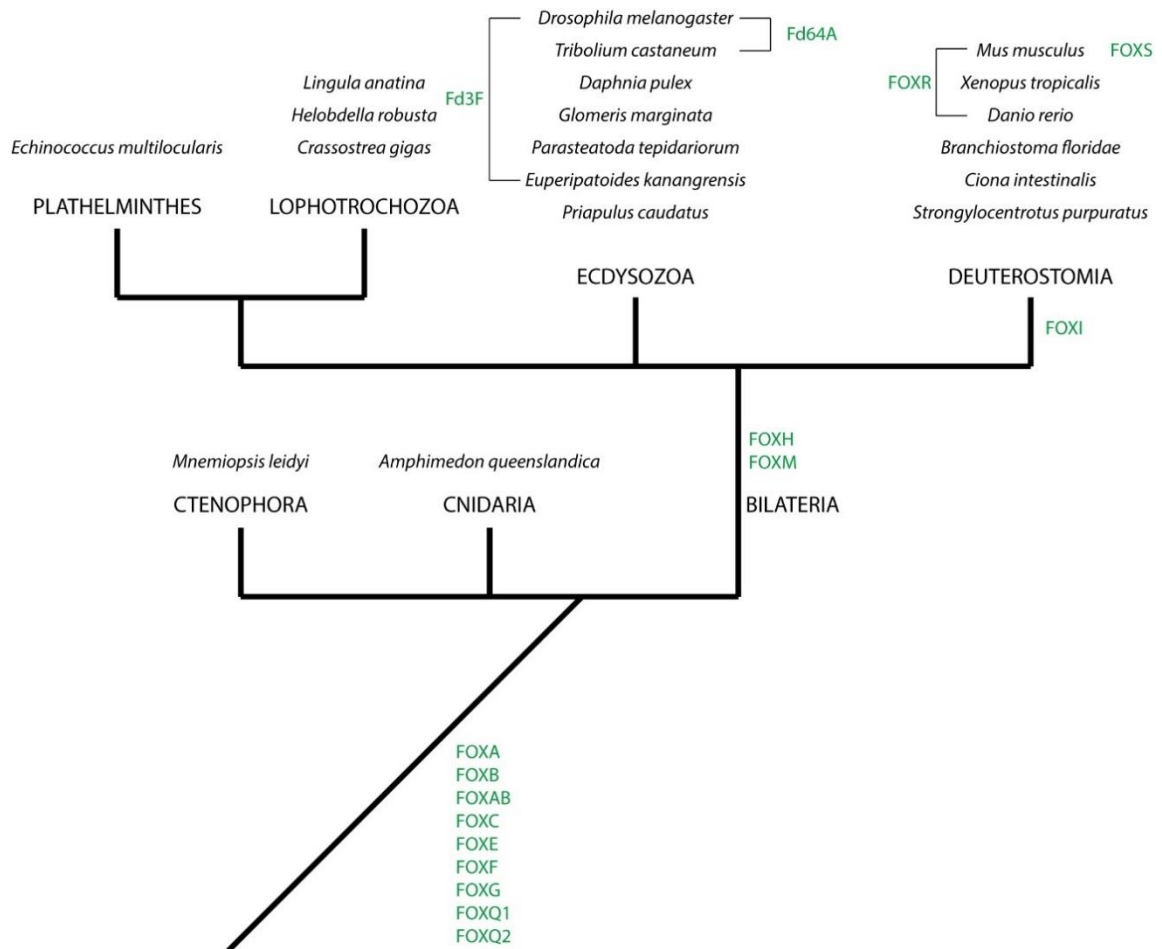 Drosophila melanogaster
Tribolium castaneum
Fd64A
Daphnia pulex
Glomeris marginata
Parasteatoda tepidariorum
Euperipatoides kanangrensis
Priapulus caudatus
Fd3F
Lingula anatina
Helobdella robusta
Crassostrea gigas
Echinococcus multilocularis
PLATHELMINTHES
LOPHOTROCHOZOA
ECDYSOZOA
Mus musculus
FOXS
FOXR
Xenopus tropicalis
Danio rerio
Branchiostoma floridae
Ciona intestinalis
Strongylocentrotus purpuratus
DEUTEROSTOMIA
FOXI
FOXH
FOXM
BILATERIA
Mnemiopsis leidyi
CTENOPHORA
Amphimedon queenslandica
CNIDARIA
FOXA
FOXB
FOXAB
FOXC
FOXE
FOXF
FOXG
FOXQ1
FOXQ2